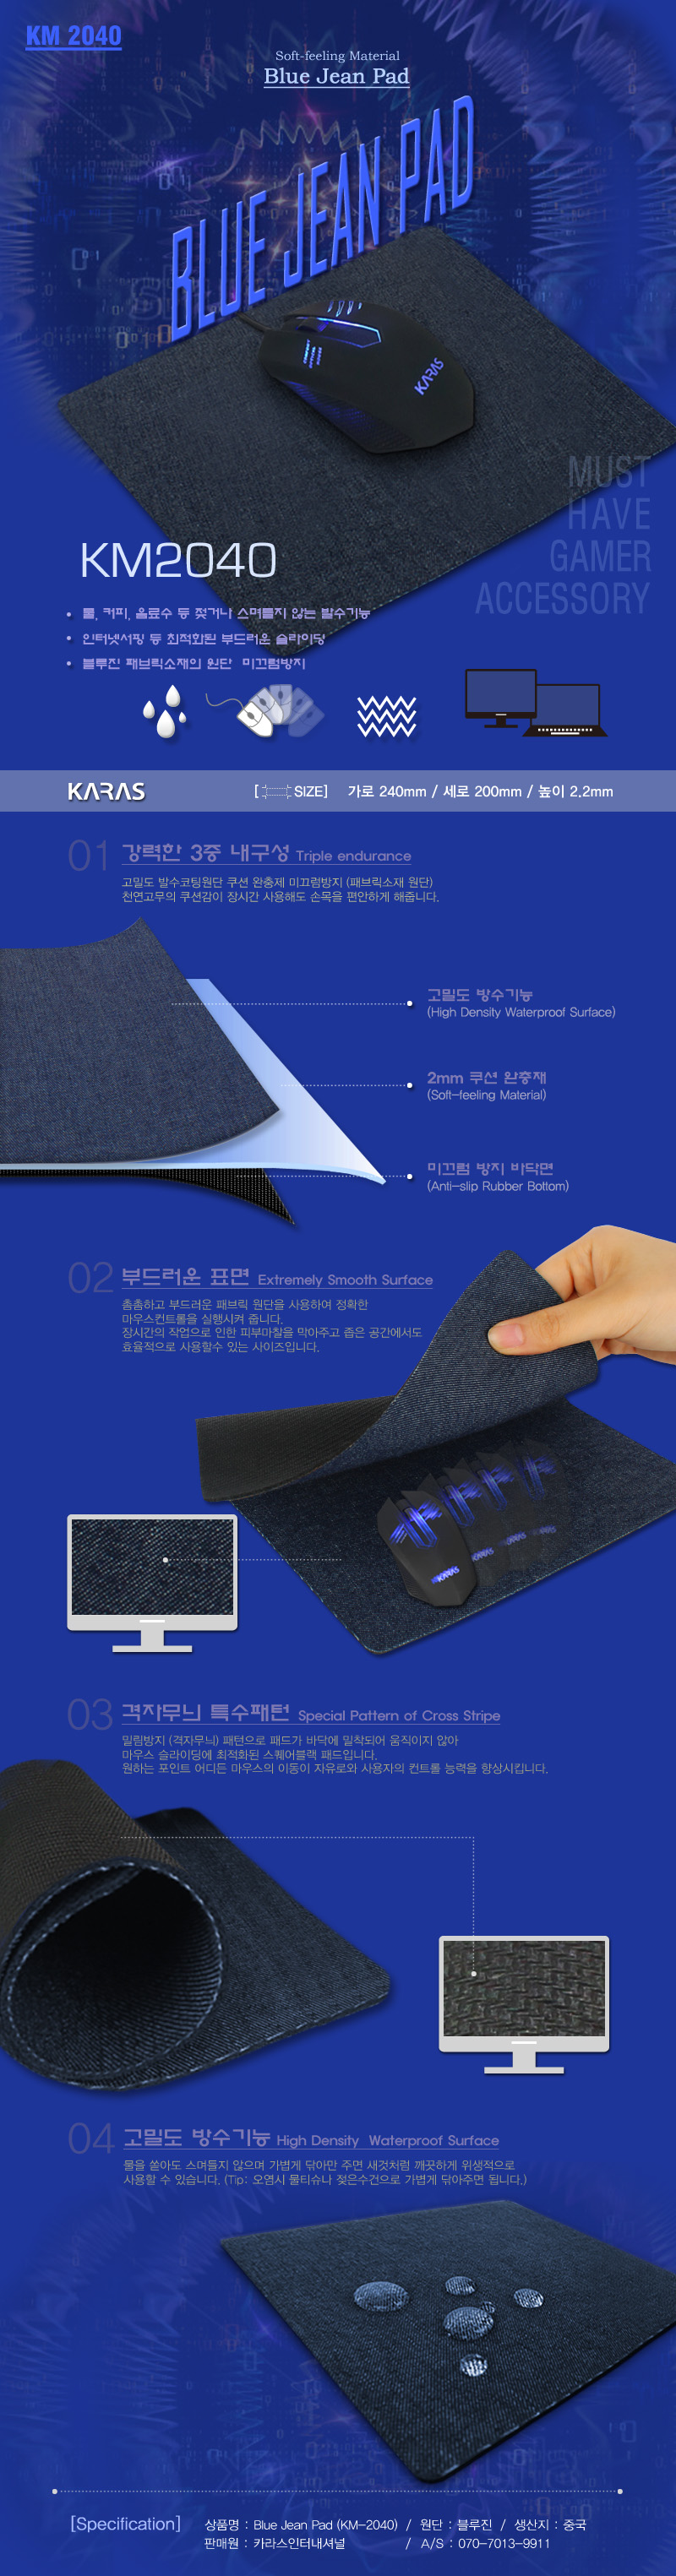 KM 2040
Soft-feeling Material
Blue Jean Pad
BLUE JEAN PAD
KARAS
MUST
HAVE
GAMER
ACCESSORY
KM2040
• 물, 커피, 음료수 등 젖거나 스며들지 않는 발수기능
• 인터넷서핑 등 최적화된 부드러운 슬라이딩
• 블루진 패브릭소재의 원단 미끄럼방지
KARAS
[ SIZE] 가로 240mm / 세로 200mm / 높이 2.2mm
01 강력한 3중 내구성 Triple endurance
고밀도 발수코팅원단 쿠션 완충제 미끄럼방지 (패브릭소재 원단)
천연고무의 쿠션감이 장시간 사용해도 손목을 편안하게 해줍니다.
고밀도 방수기능
(High Density Waterproof Surface)
2mm 쿠션 완충재
(Soft-feeling Material)
미끄럼 방지 바닥면
(Anti-slip Rubber Bottom)
02 부드러운 표면 Extremely Smooth Surface
촘촘하고 부드러운 패브릭 원단을 사용하여 정확한
마우스컨트롤을 실행시켜 줍니다.
장시간의 작업으로 인한 피부마찰을 막아주고 좁은 공간에서도
효율적으로 사용할수 있는 사이즈입니다.
KARAS
KARAS
KARAS
KARAS
03 격자무늬 특수패턴 Special Pattern of Cross Stripe
밀림방지 (격자무늬) 패턴으로 패드가 바닥에 밀착되어 움직이지 않아
마우스 슬라이딩에 최적화된 스퀘어블랙 패드입니다.
원하는 포인트 어디든 마우스의 이동이 자유로와 사용자의 컨트롤 능력을 향상시킵니다.
04 고밀도 방수기능 High Density Waterproof Surface
물을 쏟아도 스며들지 않으며 가볍게 닦아만 주면 새것처럼 깨끗하게 위생적으로
사용할 수 있습니다. (Tip: 오염시 물티슈나 젖은수건으로 가볍게 닦아주면 됩니다.)
[Specification] 상품명 : Blue Jean Pad (KM-2040) / 원단 : 블루진 / 생산지 : 중국
판매원 : 카라스인터내셔널 / A/S : 070-7013-9911